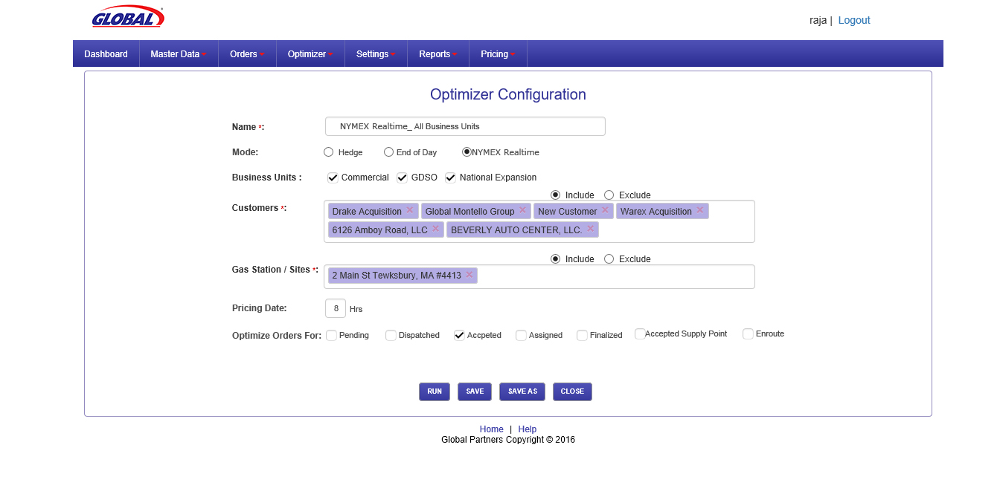 GLOBAL
raja | Logout
Dashboard Master Data Orders Optimizer Settings Reports Pricing
Optimizer Configuration
Name *: NYMEX Realtime_ All Business Units
Mode: Hedge End of Day NYMEX Realtime
Business Units : Commercial GDSO National Expansion
Include Exclude
Customers *: Drake Acquisition × Global Montello Group × New Customer × Warex Acquisition ×
6126 Amboy Road, LLC × BEVERLY AUTO CENTER, LLC. ×
Include Exclude
Gas Station / Sites *: 2 Main St Tewksbury, MA #4413 ×
Pricing Date: 8 Hrs
Optimize Orders For: Pending Dispatched Accpeted Assigned Finalized Accepted Supply Point Enroute
RUN SAVE SAVE AS CLOSE
Home | Help
Global Partners Copyright © 2016